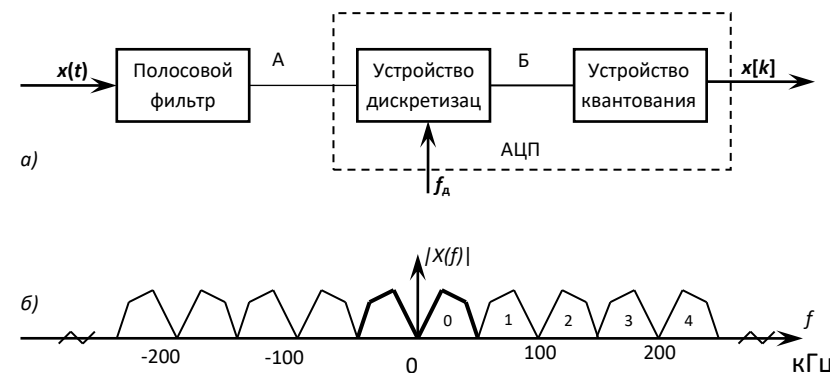 x(t)
Полосовой
фильтр
А
Устройство
дискретизац
Б
Устройство
квантования
x[k]
а)
fд
АЦП
|X(f)|
б)
0
1
2
3
4
f
-200
-100
0
100
200
кГц